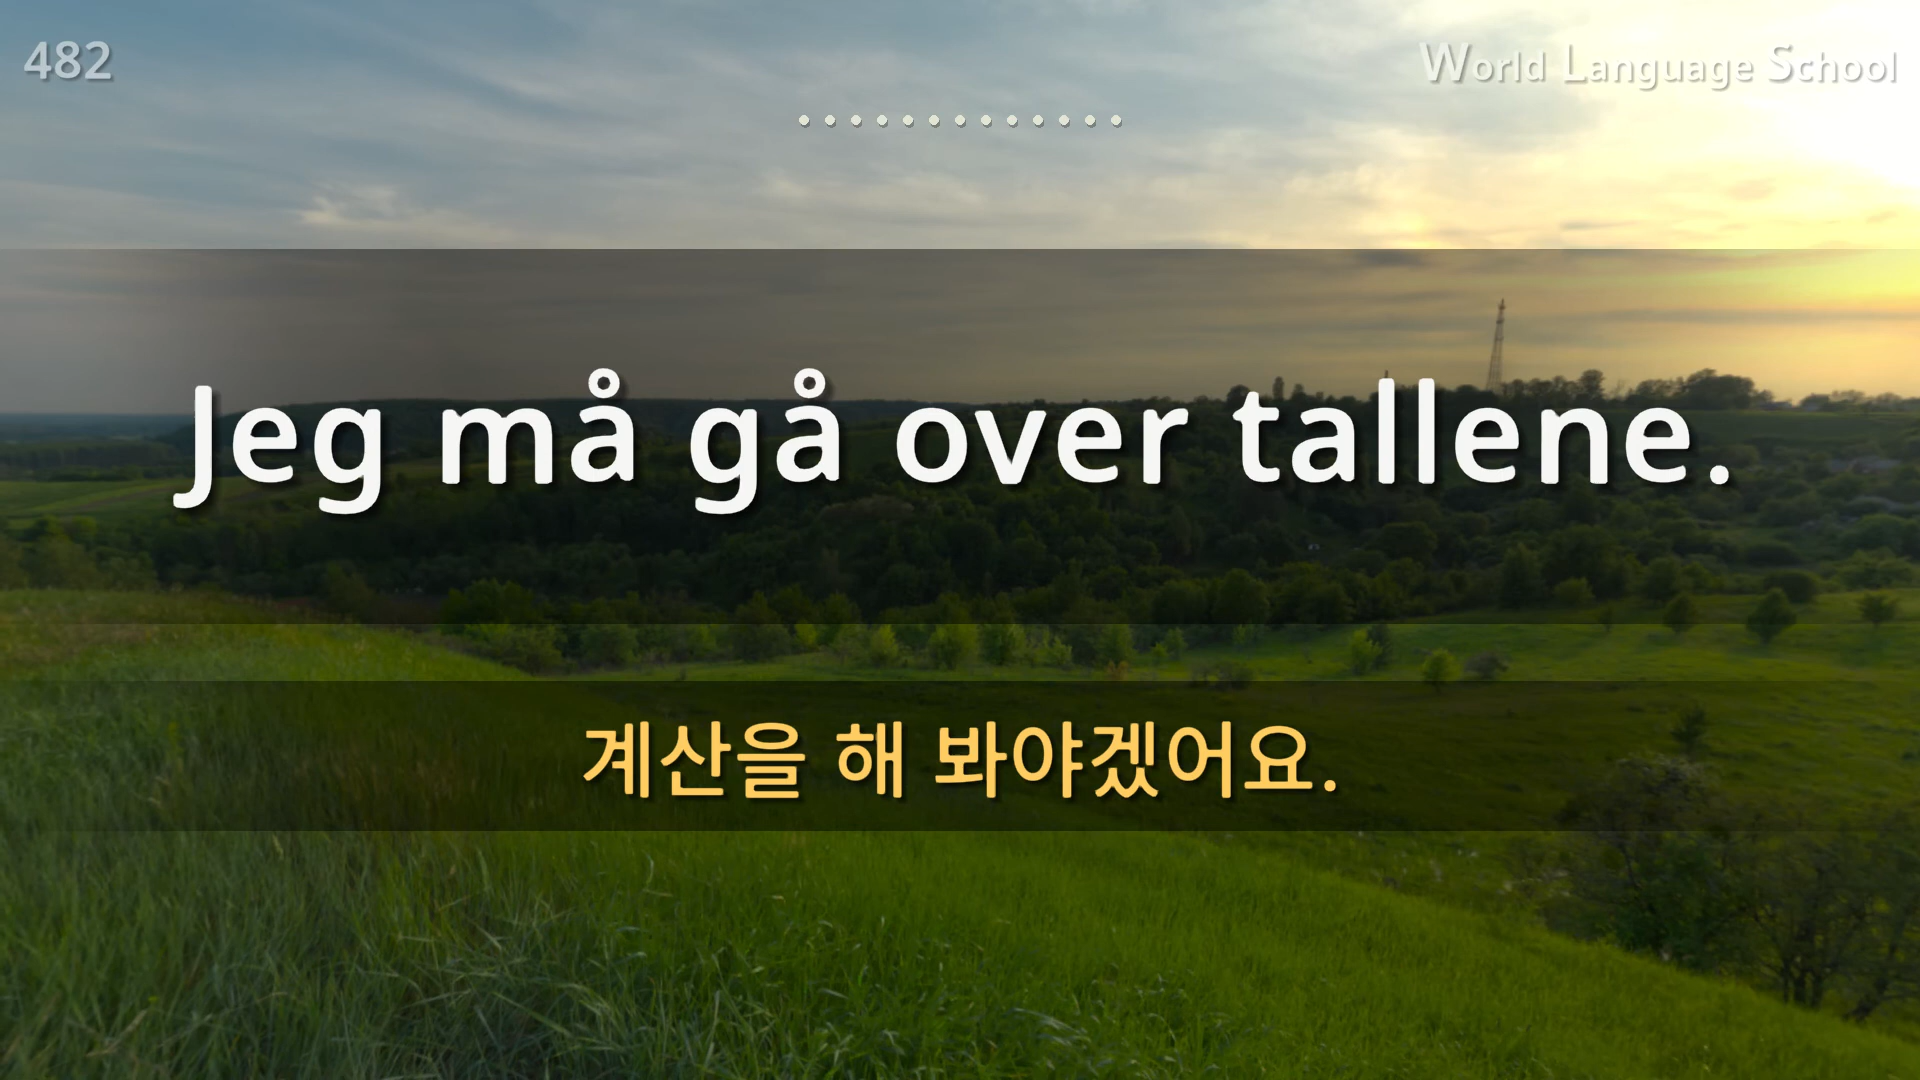 482
World Language School
Jeg må gå over tallene.
계산을 해 봐야겠어요.